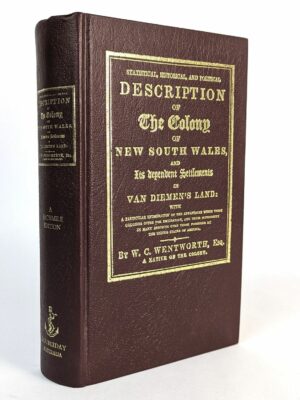 STATISTICAL, HISTORICAL, AND POLITICAL
DESCRIPTION
OF
The Colony
OF
NEW SOUTH WALES,
AND
Its dependent Settlements
IN
VAN DIEMEN'S LAND:
WITH
A PARTICULAR ENUMERATION OF THE ADVANTAGES WHICH THESE
COLONIES OFFER FOR EMIGRATION, AND THEIR SUPERIORITY
IN MANY RESPECTS OVER THOSE POSSESSED BY
THE UNITED STATES OF AMERICA.
BY W. C. WENTWORTH, Esq.
A NATIVE OF THE COLONY.
DESCRIPTION
OF
The Colony
SOUTH WALES
A
FACSIMILE
EDITION
DOUBLEDAY
AUSTRALIA